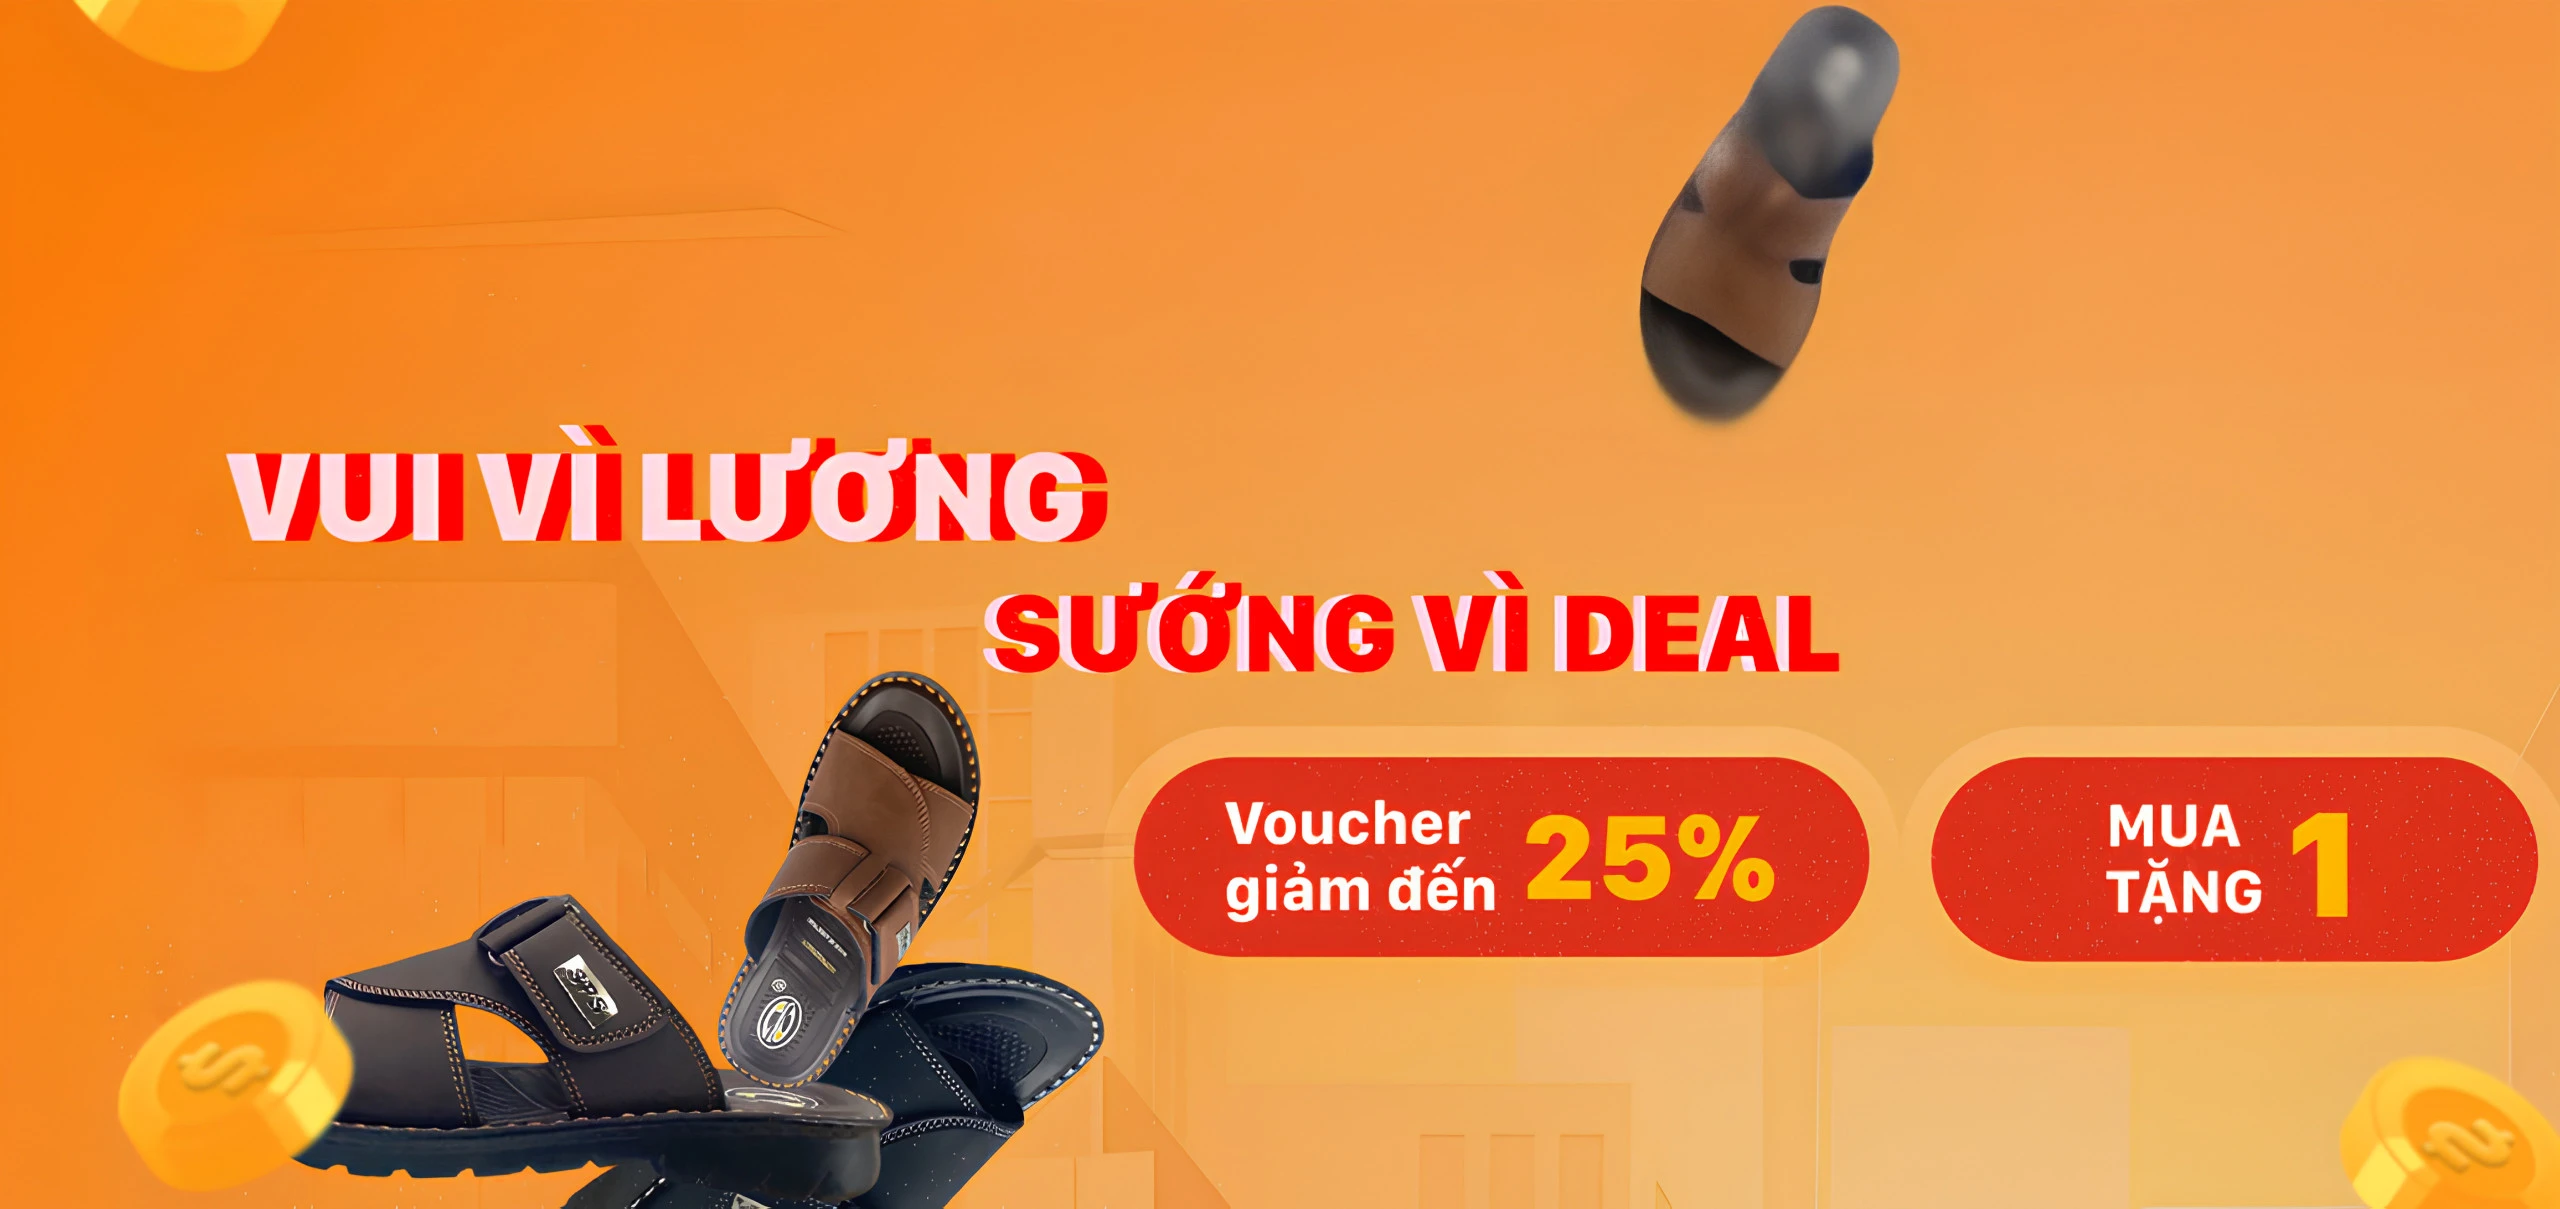 VUI VÌ LƯƠNG
SƯỚNG VÌ DEAL
Voucher
giảm đến 25%
MUA
TẶNG 1